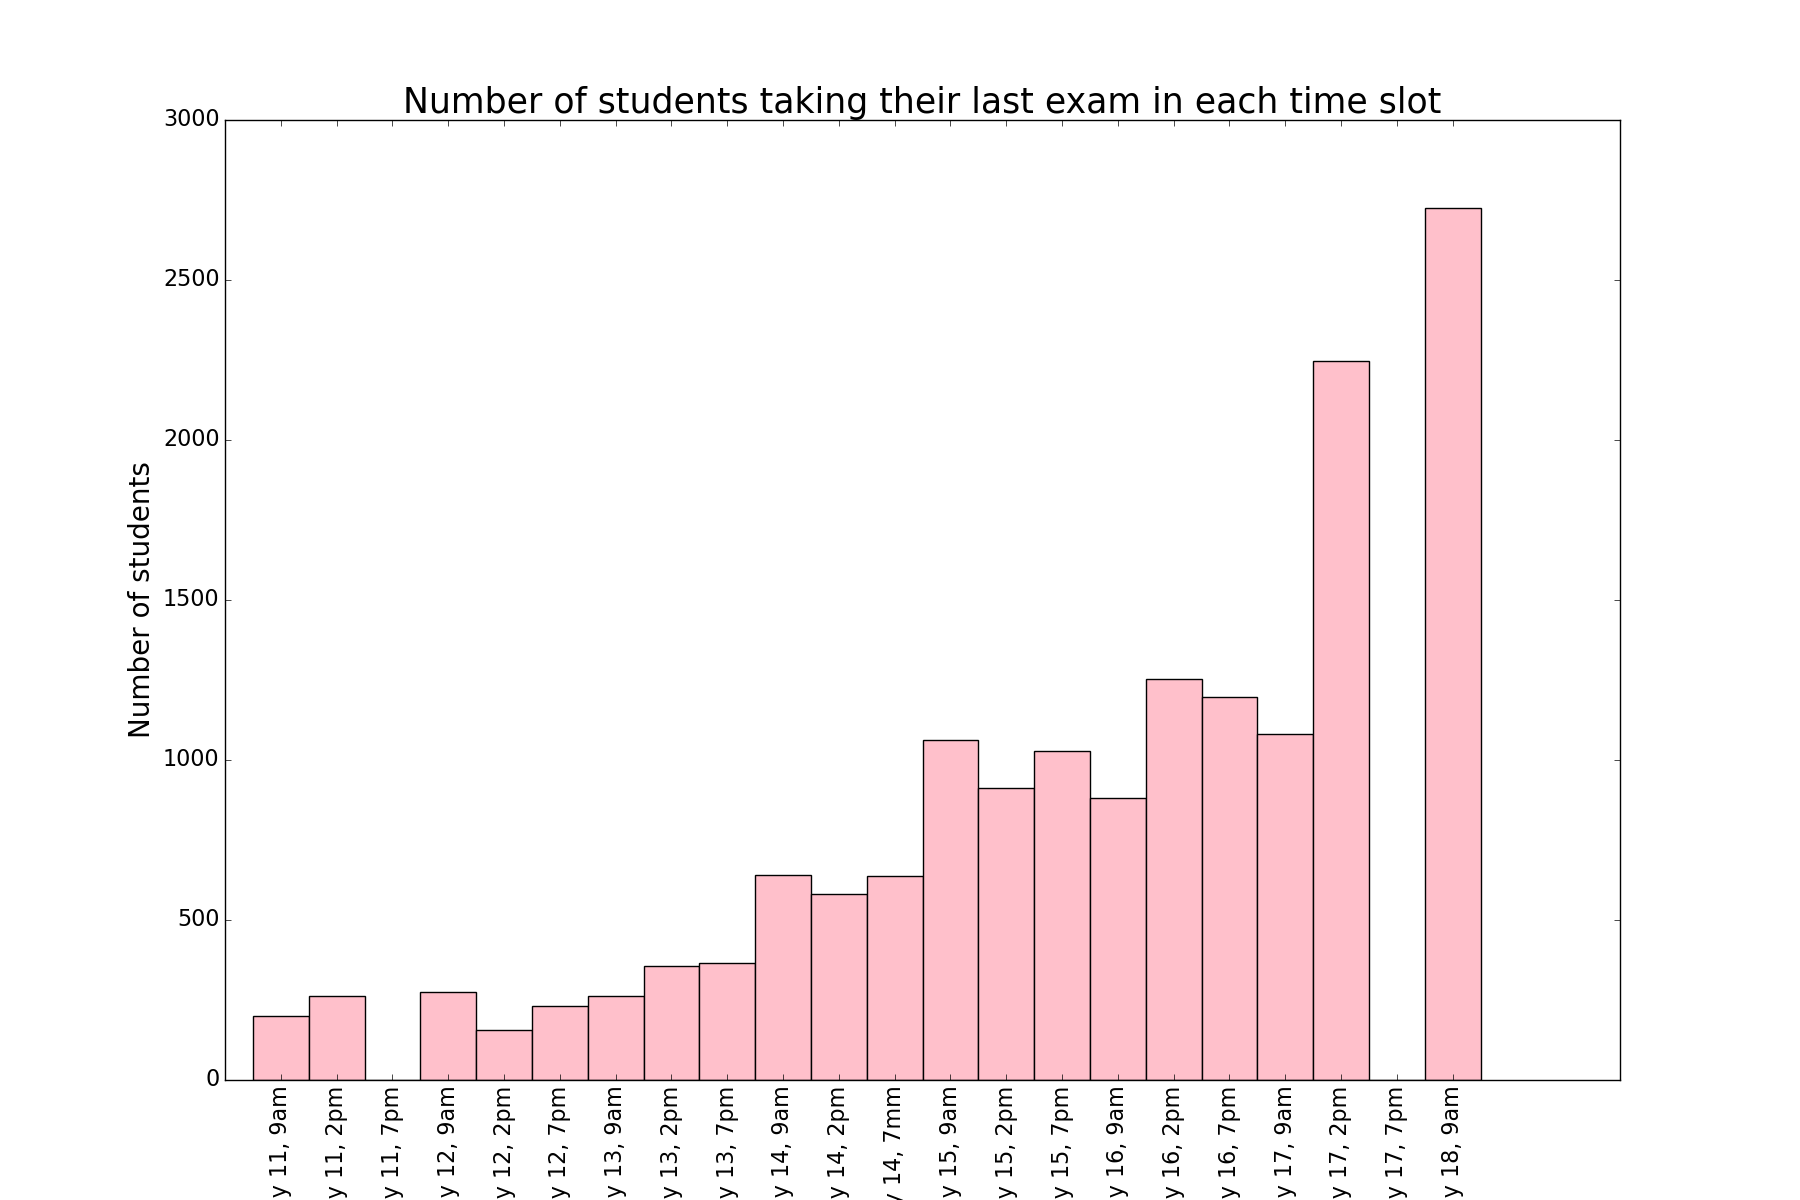 Number of students taking their last exam in each time slot
3000
2500
2000
1500
1000
500
0
Number of students
y 11, 9am
y 11, 2pm
y 11, 7pm
y 12, 9am
y 12, 2pm
y 12, 7pm
y 13, 9am
y 13, 2pm
y 13, 7pm
y 14, 9am
y 14, 2pm
y 14, 7mm
y 15, 9am
y 15, 2pm
y 15, 7pm
y 16, 9am
y 16, 2pm
y 16, 7pm
y 17, 9am
y 17, 2pm
y 17, 7pm
y 18, 9am